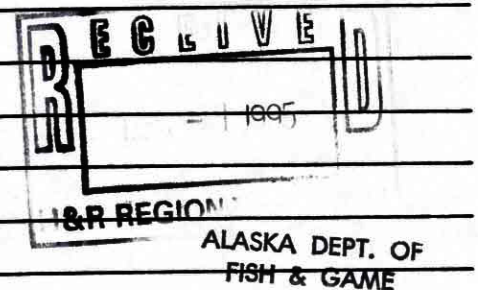 RECEIVED
1995
REGION
ALASKA DEPT. OF
FISH & GAME